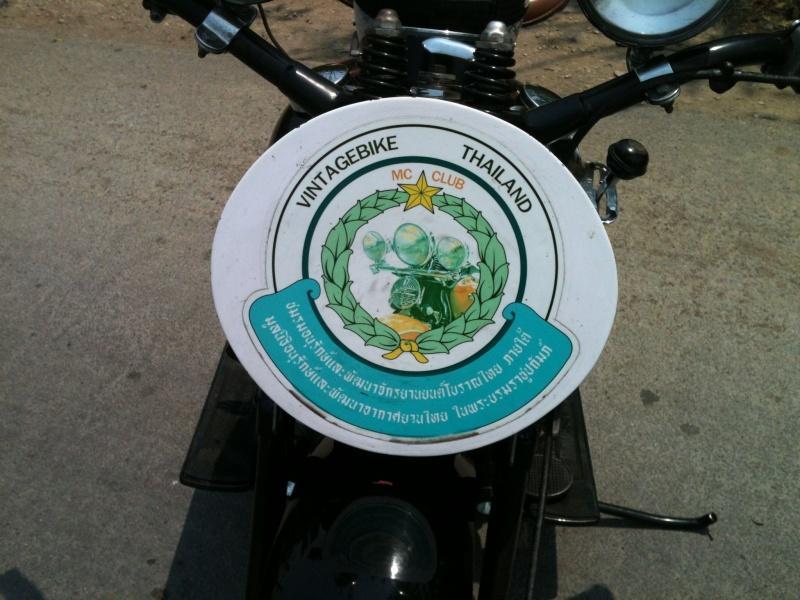 VINTAGEBIKE THAILAND
MC CLUB
ชมรมอนุรักษ์และพัฒนาจักรยานยนต์โบราณไทย ภายใต้
มูลนิธิอนุรักษ์และพัฒนาอากาศยานไทย ในพระบรมราชูปถัมภ์